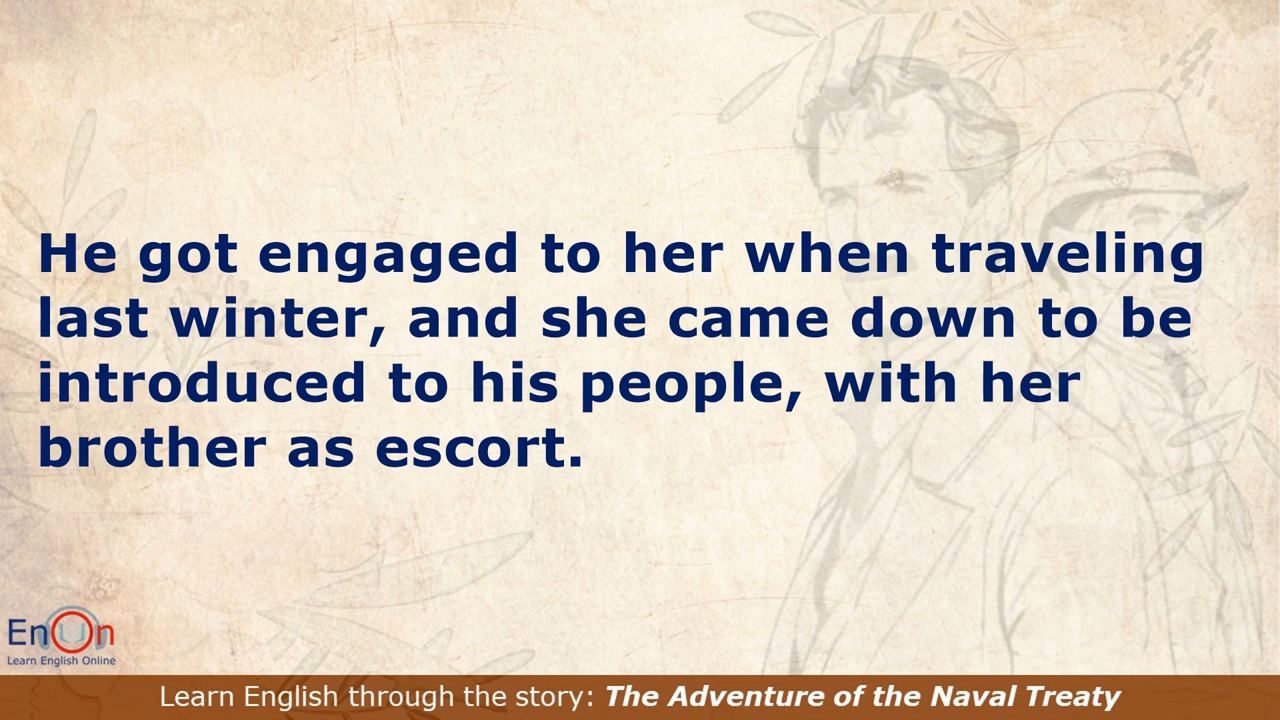 He got engaged to her when traveling
last winter, and she came down to be
introduced to his people, with her
brother as escort.
EnOn
Learn English Online
Learn English through the story: The Adventure of the Naval Treaty